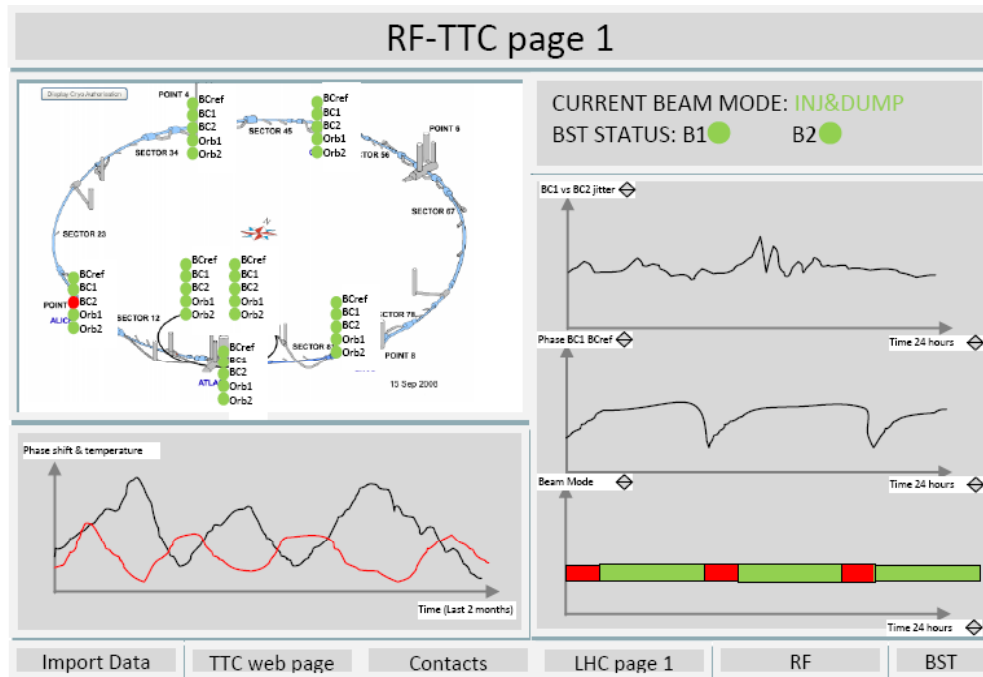 RF-TTC page 1
Display Cryo Authorisation
POINT 4
BCref
BC1
BC2
Orb1
Orb2
SECTOR 34
SECTOR 45
BCref
BC1
BC2
Orb1
Orb2
TOR 56
POINT 6
SECTOR 67
SECTOR 23
N
BCref
BC1
BC2
Orb1
Orb2
POINT
ALIC
BCref
BC1
BC2
Orb1
Orb2
BCref
BC1
BC2
Orb1
Orb2
SECTOR 12
SECTOR 8
BCref
BC1
BC2
Orb1
Orb2
CTOR 78
POINT 8
BCref
BC1
BC2
Orb1
Orb2
ATLA
15 Sep 2008
CURRENT BEAM MODE: INJ&DUMP
BST STATUS: B1 B2
BC1 vs BC2 jitter
Time 24 hours
Phase BC1 BCref
Time 24 hours
Beam Mode
Time 24 hours
Phase shift & temperature
Time (Last 2 months)
Import Data
TTC web page
Contacts
LHC page 1
RF
BST